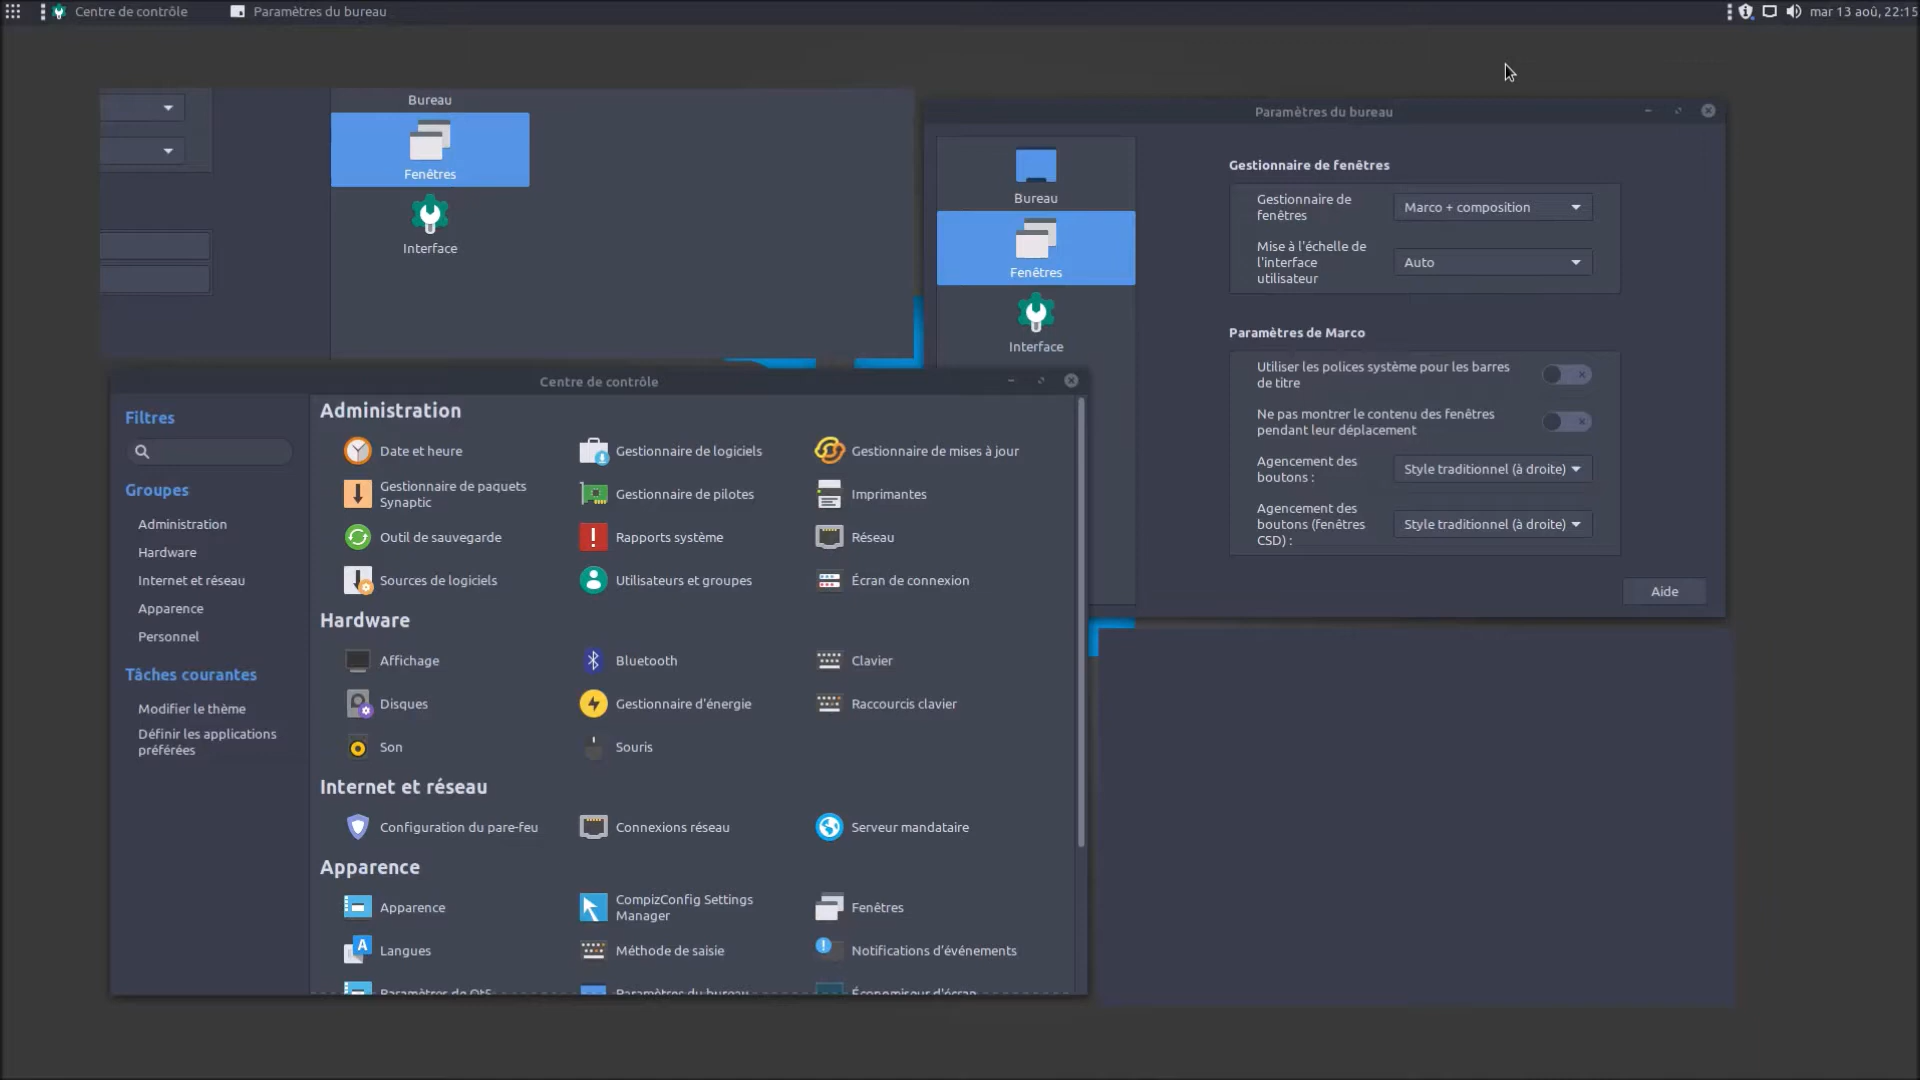 Centre de contrôle
Paramètres du bureau
mar 13 aoû, 22:15
Bureau
Fenêtres
Interface
Paramètres du bureau
Bureau
Fenêtres
Interface
Gestionnaire de fenêtres
Gestionnaire de
fenêtres
Marco + composition
Mise à l'échelle de
l'interface
utilisateur
Auto
Paramètres de Marco
Utiliser les polices système pour les barres
de titre
Ne pas montrer le contenu des fenêtres
pendant leur déplacement
Agencement des
boutons :
Style traditionnel (à droite)
Agencement des
boutons (fenêtres
CSD) :
Style traditionnel (à droite)
Aide
Centre de contrôle
Filtres
Groupes
Administration
Hardware
Internet et réseau
Apparence
Personnel
Tâches courantes
Modifier le thème
Définir les applications
préférées
Administration
Date et heure
Gestionnaire de logiciels
Gestionnaire de mises à jour
Gestionnaire de paquets
Synaptic
Gestionnaire de pilotes
Imprimantes
Outil de sauvegarde
Rapports système
Réseau
Sources de logiciels
Utilisateurs et groupes
Écran de connexion
Hardware
Affichage
Bluetooth
Clavier
Disques
Gestionnaire d'énergie
Raccourcis clavier
Son
Souris
Internet et réseau
Configuration du pare-feu
Connexions réseau
Serveur mandataire
Apparence
Apparence
CompizConfig Settings
Manager
Fenêtres
Langues
Méthode de saisie
Notifications d'événements
Paramètres de Qt5
Paramètres du bureau
Économiseur d'écran